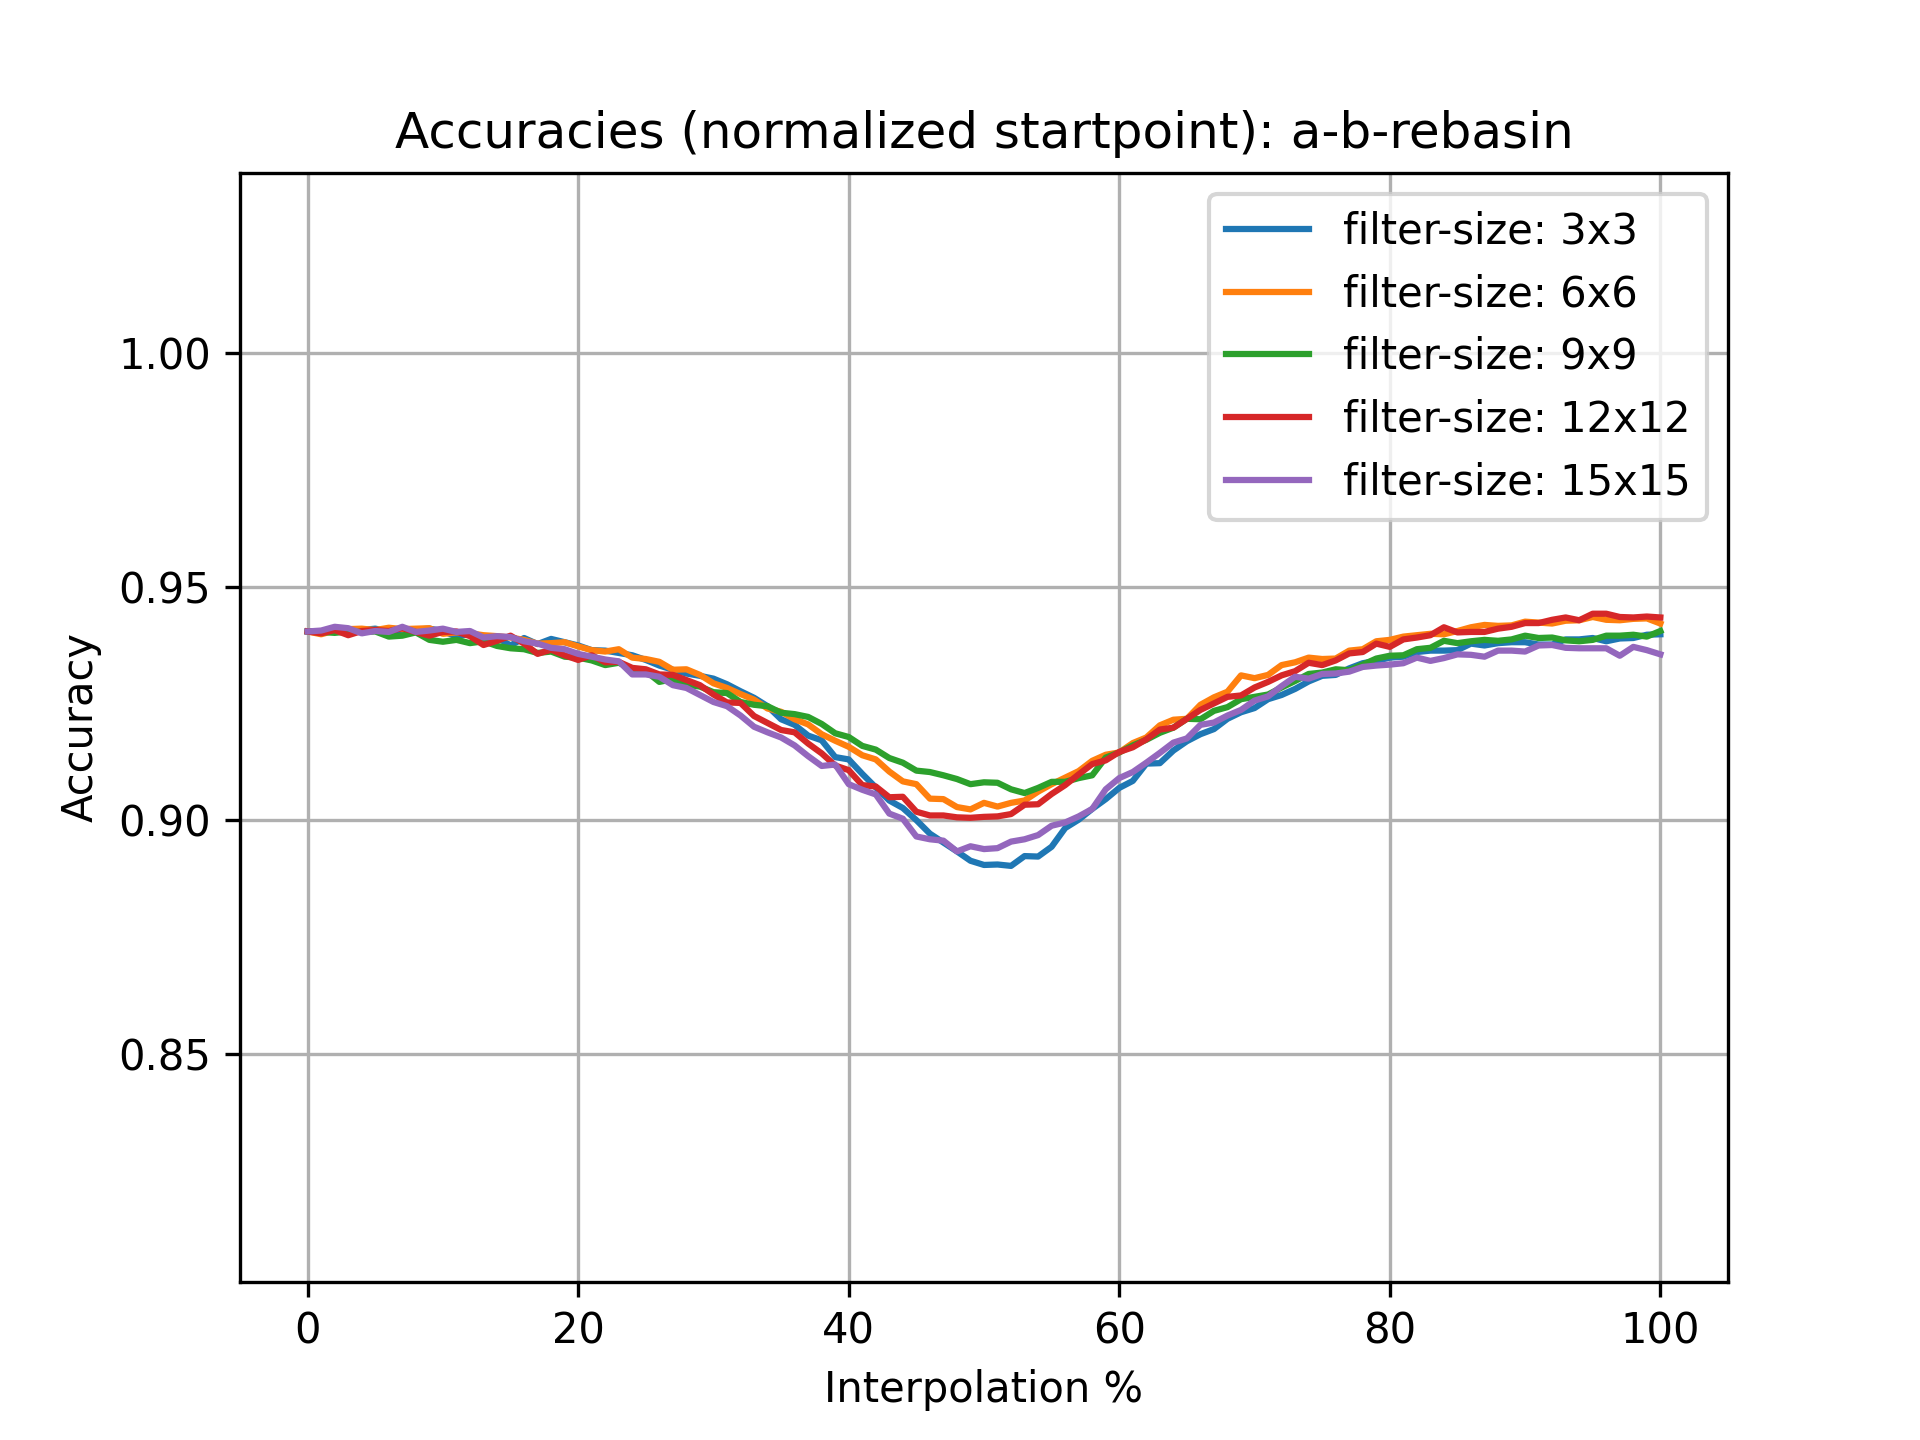 Accuracies (normalized startpoint): a-b-rebasin
filter-size: 3x3
filter-size: 6x6
filter-size: 9x9
filter-size: 12x12
filter-size: 15x15
1.00
0.95
0.90
0.85
Accuracy
0 20 40 60 80 100
Interpolation %